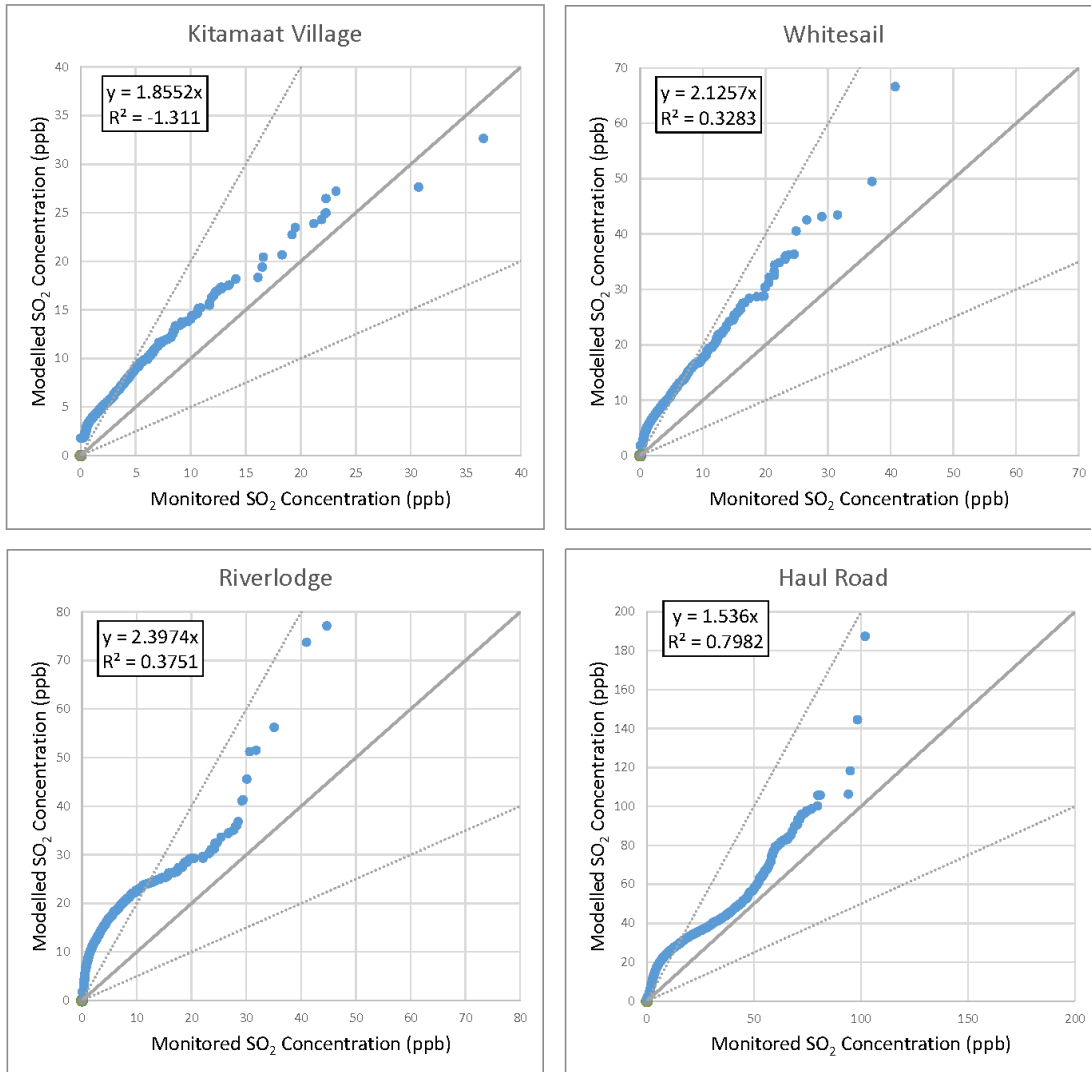 Kitamaat Village
y = 1.8552x
R² = -1.311
Modelled SO₂ Concentration (ppb)
40
35
30
25
20
15
10
5
0
0 5 10 15 20 25 30 35 40
Monitored SO₂ Concentration (ppb)
Whitesail
y = 2.1257x
R² = 0.3283
Modelled SO₂ Concentration (ppb)
70
60
50
40
30
20
10
0
0 10 20 30 40 50 60 70
Monitored SO₂ Concentration (ppb)
Riverlodge
y = 2.3974x
R² = 0.3751
Modelled SO₂ Concentration (ppb)
80
70
60
50
40
30
20
10
0
0 10 20 30 40 50 60 70 80
Monitored SO₂ Concentration (ppb)
Haul Road
y = 1.536x
R² = 0.7982
Modelled SO₂ Concentration (ppb)
200
180
160
140
120
100
80
60
40
20
0
0 50 100 150 200
Monitored SO₂ Concentration (ppb)